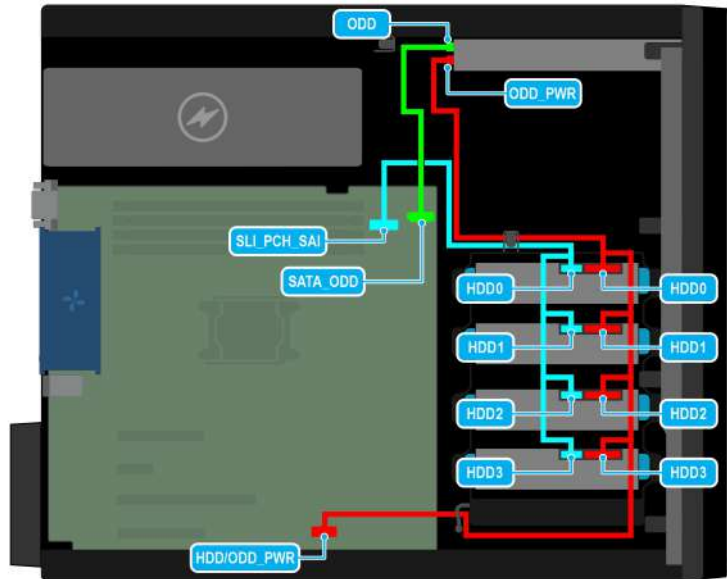 ODD
ODD_PWR
SLI_PCH_SAI
SATA_ODD
HDD0
HDD0
HDD1
HDD1
HDD2
HDD2
HDD3
HDD3
HDD/ODD_PWR